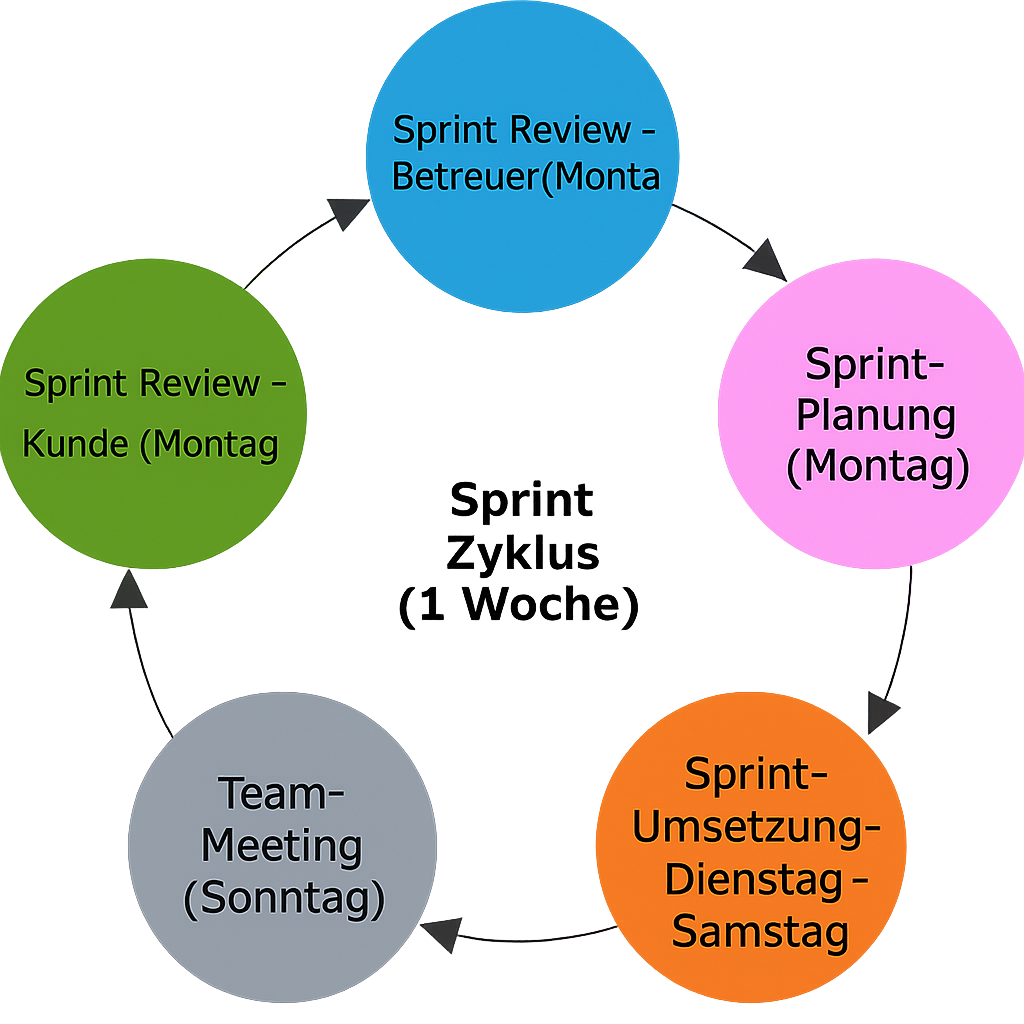 Sprint Review -
Betreuer(Monta
Sprint-
Planung
(Montag)
Sprint-
Umsetzung-
Dienstag -
Samstag
Team-
Meeting
(Sonntag)
Sprint Review -
Kunde (Montag
Sprint
Zyklus
(1 Woche)